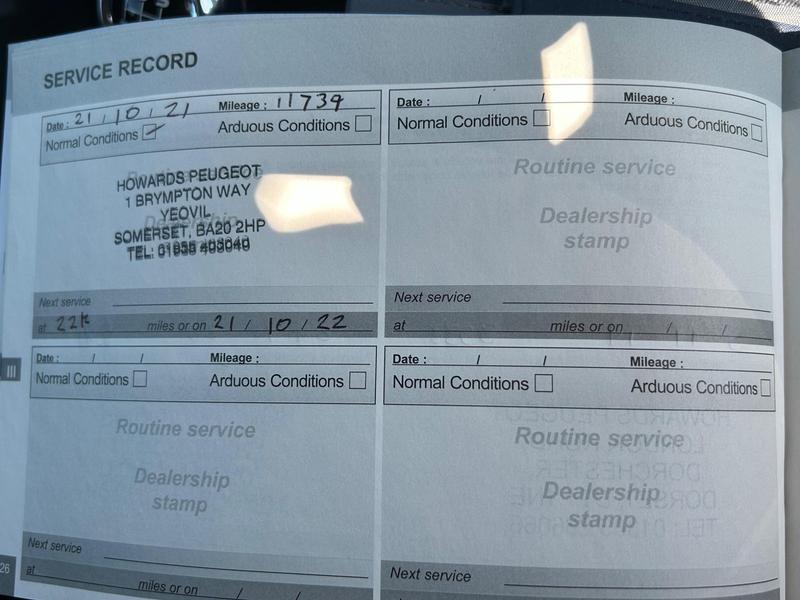 SERVICE RECORD
Date : 21 / 10 / 21 Mileage : 11739
Normal Conditions Arduous Conditions
HOWARDS PEUGEOT
1 BRYMPTON WAY
YEOVIL
SOMERSET, BA20 2HP
TEL: 01935
Next service
at 22k miles or on 21 / 10 / 22
Date : / / Mileage :
Normal Conditions Arduous Conditions
Routine service
Dealership
stamp
Next service
at miles or on / /
III
Date : / / Mileage :
Normal Conditions Arduous Conditions
Routine service
Dealership
stamp
Next service
at miles or on / /
26
Date : / / Mileage :
Normal Conditions Arduous Conditions
Routine service
Dealership
stamp
Next service